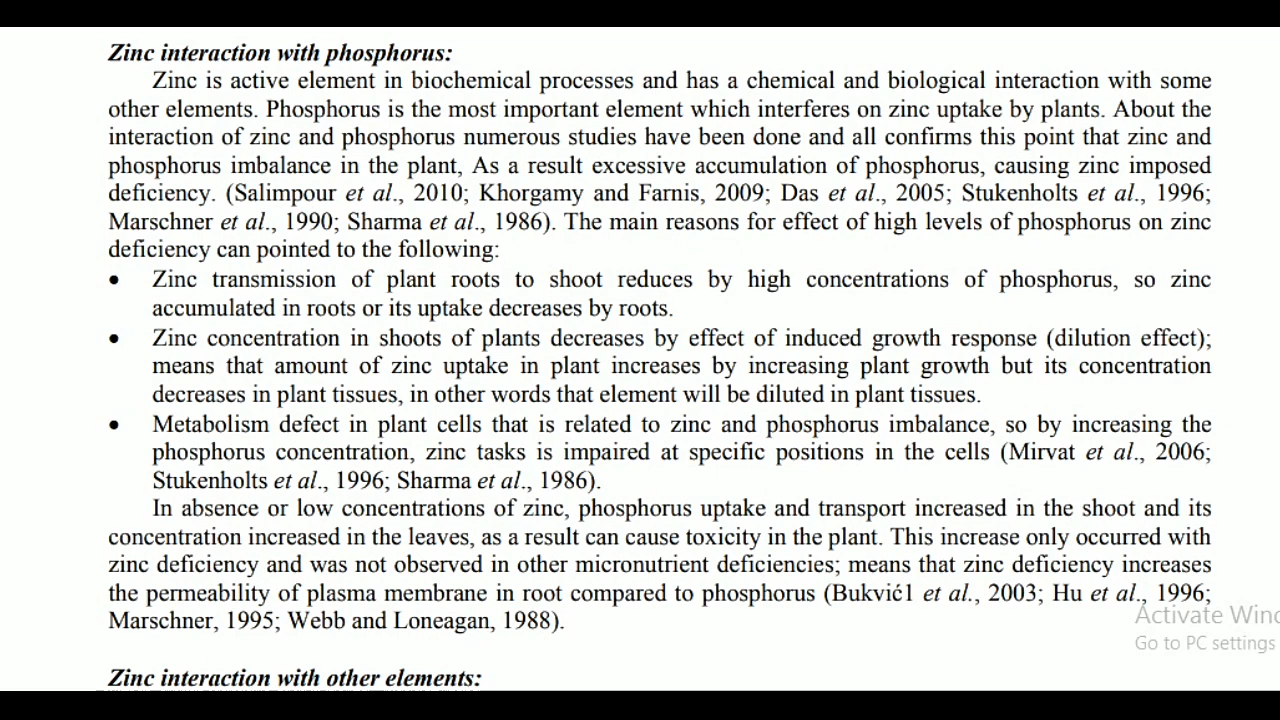 Zinc interaction with phosphorus:
Zinc is active element in biochemical processes and has a chemical and biological interaction with some
other elements. Phosphorus is the most important element which interferes on zinc uptake by plants. About the
interaction of zinc and phosphorus numerous studies have been done and all confirms this point that zinc and
phosphorus imbalance in the plant, As a result excessive accumulation of phosphorus, causing zinc imposed
deficiency. (Salimpour et al., 2010; Khorgamy and Farnis, 2009; Das et al., 2005; Stukenholts et al., 1996;
Marschner et al., 1990; Sharma et al., 1986). The main reasons for effect of high levels of phosphorus on zinc
deficiency can pointed to the following:
• Zinc transmission of plant roots to shoot reduces by high concentrations of phosphorus, so zinc
accumulated in roots or its uptake decreases by roots.
• Zinc concentration in shoots of plants decreases by effect of induced growth response (dilution effect);
means that amount of zinc uptake in plant increases by increasing plant growth but its concentration
decreases in plant tissues, in other words that element will be diluted in plant tissues.
• Metabolism defect in plant cells that is related to zinc and phosphorus imbalance, so by increasing the
phosphorus concentration, zinc tasks is impaired at specific positions in the cells (Mirvat et al., 2006;
Stukenholts et al., 1996; Sharma et al., 1986).
In absence or low concentrations of zinc, phosphorus uptake and transport increased in the shoot and its
concentration increased in the leaves, as a result can cause toxicity in the plant. This increase only occurred with
zinc deficiency and was not observed in other micronutrient deficiencies; means that zinc deficiency increases
the permeability of plasma membrane in root compared to phosphorus (Bukvić1 et al., 2003; Hu et al., 1996;
Marschner, 1995; Webb and Loneagan, 1988).
Activate Wind
Go to PC settings
Zinc interaction with other elements: